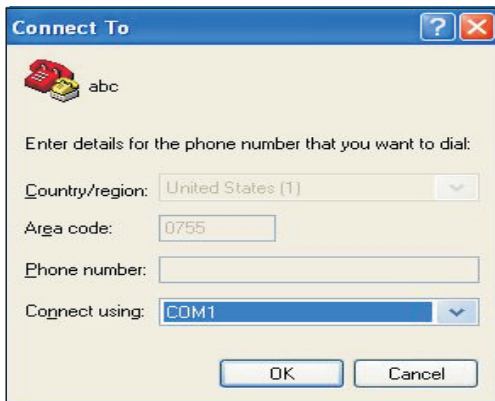 Connect To
abc
Enter details for the phone number that you want to dial:
Country/region: United States (1)
Area code: 0755
Phone number:
Connect using: COM1
OK Cancel